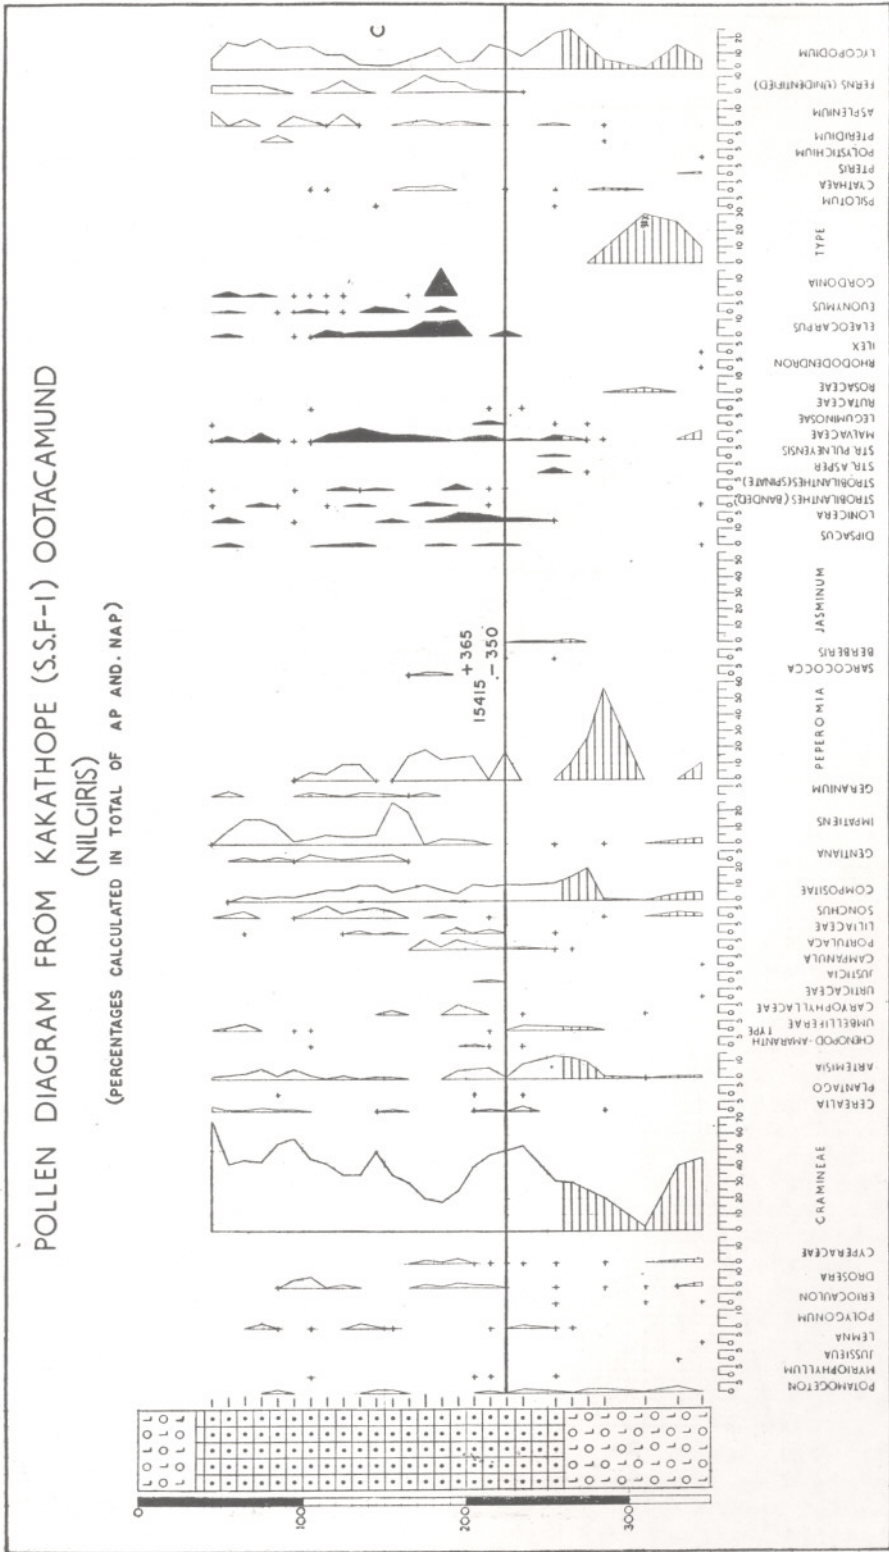 POLLEN DIAGRAM FROM KAKATHOPE (S.S.F-1) OOTACAMUND
(NILGIRIS)
(PERCENTAGES CALCULATED IN TOTAL OF AP AND. NAP)
C
15415 +365
-350
0
100
200
300
POTAMOGETON
MYRIOPHYLLUM
JUSSIEUA
LEMNA
POLYGONUM
ERIOCAULON
DROSERA
CYPERACEAE
GRAMINEAE
CEREALIA
PLANTAGO
ARTEMISIA
CHENOPOD-AMARANTH
TYPE
UMBELLIFERAE
CARYOPHYLLACEAE
URTICACEAE
JUSTICIA
CAMPANULA
PORTULACA
LILIACEAE
SONCHUS
COMPOSITAE
GENTIANA
IMPATIENS
GERANIUM
PEPEROMIA
SARCOCOCCA
BERBERIS
JASMINUM
DIPSACUS
LONICERA
STROBILANTHES (BANDED)
STROBILANTHES (SPINATE)
STR. ASPER
STR. PULNEYENSIS
MALVACEAE
LEGUMINOSAE
RUTACEAE
ROSACEAE
RHODODENDRON
ILEX
ELAEOCARPUS
EUONYMUS
GORDONIA
TYPE
PSILOTUM
CYATHAEA
PTERIS
POLYSTICHIUM
PTERIDIUM
ASPLENIUM
FERNS (UNIDENTIFIED)
LYCOPODIUM